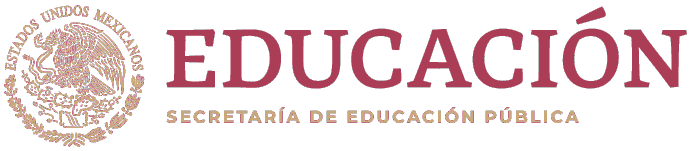 ESTADOS UNIDOS MEXICANOS
EDUCACIÓN
SECRETARÍA DE EDUCACIÓN PÚBLICA